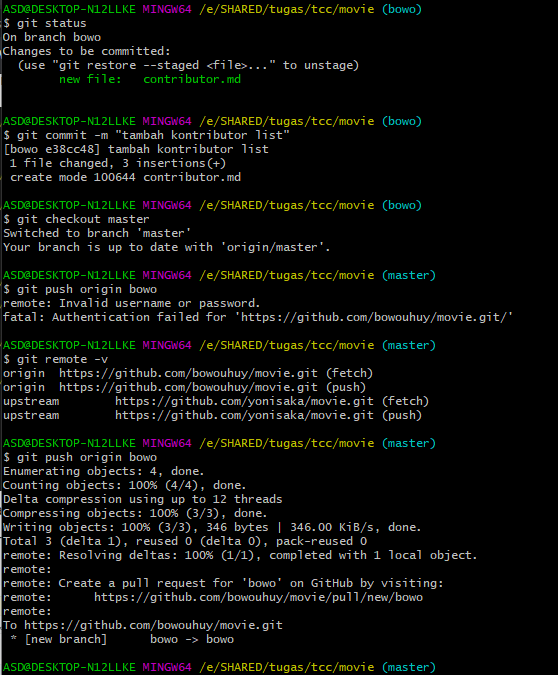 ASD@DESKTOP-N12LLKE MINGW64 /e/SHARED/tugas/tcc/movie (bowo)
$ git status
On branch bowo
Changes to be committed:
  (use "git restore --staged <file>..." to unstage)
        new file:   contributor.md

ASD@DESKTOP-N12LLKE MINGW64 /e/SHARED/tugas/tcc/movie (bowo)
$ git commit -m "tambah kontributor list"
[bowo e38cc48] tambah kontributor list
 1 file changed, 3 insertions(+)
 create mode 100644 contributor.md

ASD@DESKTOP-N12LLKE MINGW64 /e/SHARED/tugas/tcc/movie (bowo)
$ git checkout master
Switched to branch 'master'
Your branch is up to date with 'origin/master'.

ASD@DESKTOP-N12LLKE MINGW64 /e/SHARED/tugas/tcc/movie (master)
$ git push origin bowo
remote: Invalid username or password.
fatal: Authentication failed for 'https://github.com/bowouhuy/movie.git/'

ASD@DESKTOP-N12LLKE MINGW64 /e/SHARED/tugas/tcc/movie (master)
$ git remote -v
origin  https://github.com/bowouhuy/movie.git (fetch)
origin  https://github.com/bowouhuy/movie.git (push)
upstream        https://github.com/yonisaka/movie.git (fetch)
upstream        https://github.com/yonisaka/movie.git (push)

ASD@DESKTOP-N12LLKE MINGW64 /e/SHARED/tugas/tcc/movie (master)
$ git push origin bowo
Enumerating objects: 4, done.
Counting objects: 100% (4/4), done.
Delta compression using up to 12 threads
Compressing objects: 100% (3/3), done.
Writing objects: 100% (3/3), 346 bytes | 346.00 KiB/s, done.
Total 3 (delta 1), reused 0 (delta 0), pack-reused 0
remote: Resolving deltas: 100% (1/1), completed with 1 local object.
remote:
remote: Create a pull request for 'bowo' on GitHub by visiting:
remote:      https://github.com/bowouhuy/movie/pull/new/bowo
remote:
To https://github.com/bowouhuy/movie.git
 * [new branch]      bowo -> bowo

ASD@DESKTOP-N12LLKE MINGW64 /e/SHARED/tugas/tcc/movie (master)